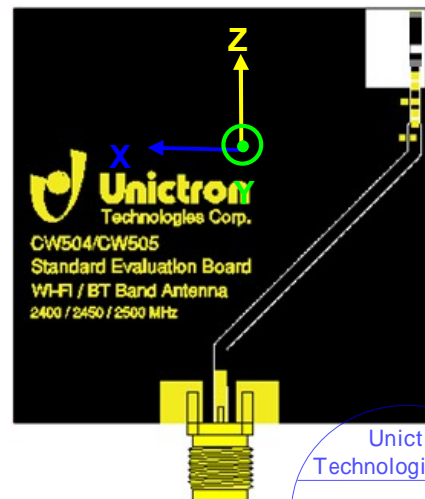 Z
X
Y
Unictron
Technologies Corp.
CW504/CW505
Standard Evaluation Board
WI-FI / BT Band Antenna
2400 / 2450 / 2500 MHz
Unict
Technologi